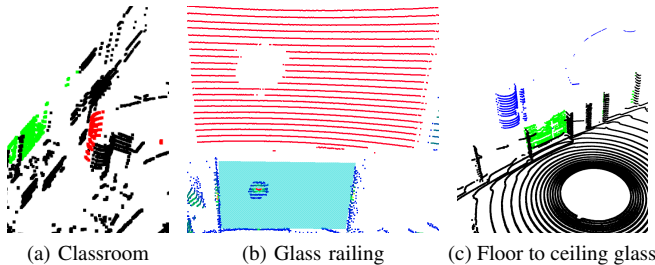 (a) Classroom
(b) Glass railing
(c) Floor to ceiling glass